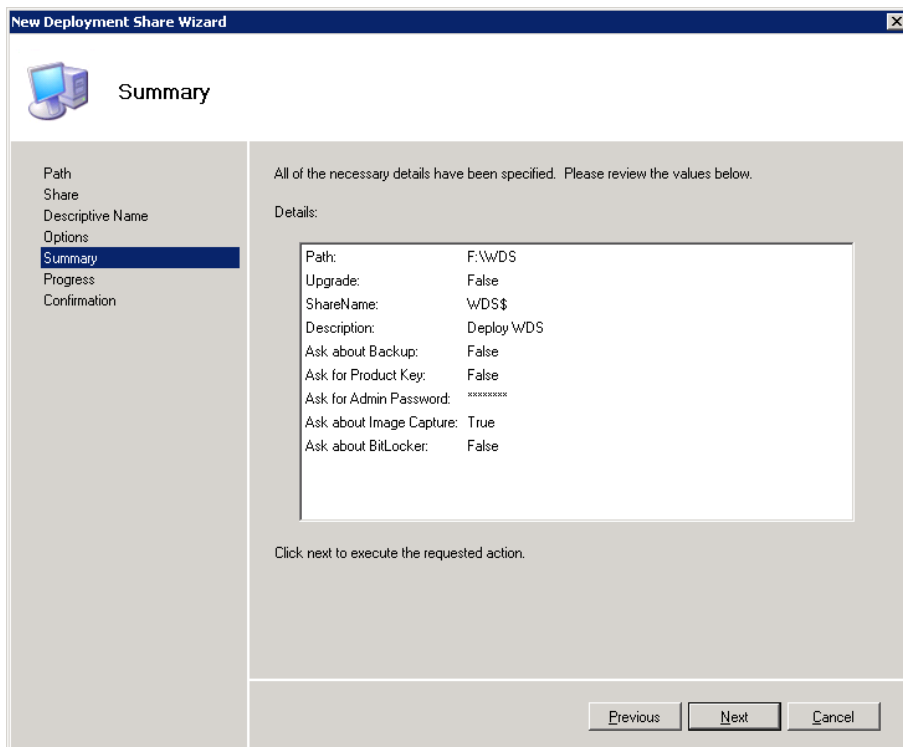 New Deployment Share Wizard
Summary
Path
Share
Descriptive Name
Options
Summary
Progress
Confirmation
All of the necessary details have been specified.  Please review the values below.
Details:
Path: F:\WDS
Upgrade: False
ShareName: WDS$
Description: Deploy WDS
Ask about Backup: False
Ask for Product Key: False
Ask for Admin Password: ********
Ask about Image Capture: True
Ask about BitLocker: False
Click next to execute the requested action.
Previous Next Cancel